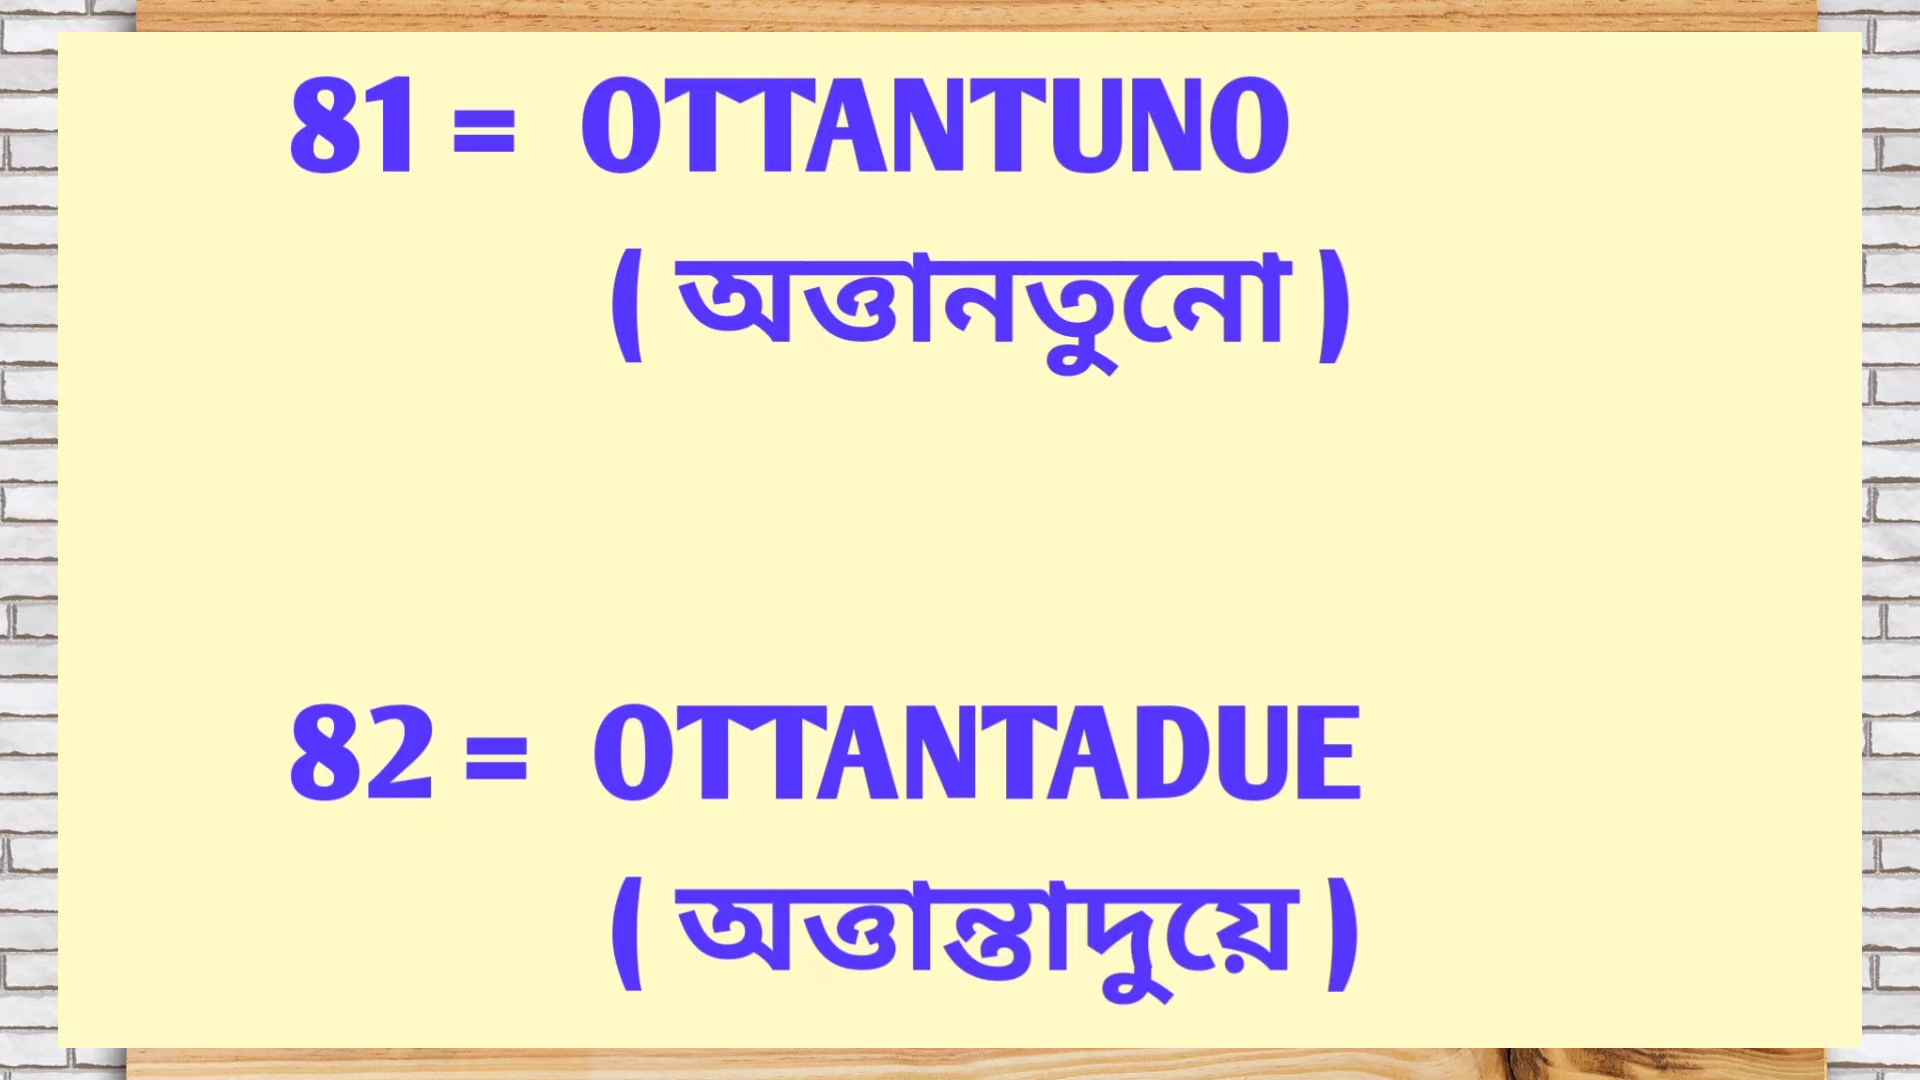 81 = OTTANTUNO
( অত্তানতুনো )
82 = OTTANTADUE
( অত্তান্তাদুয়ে )